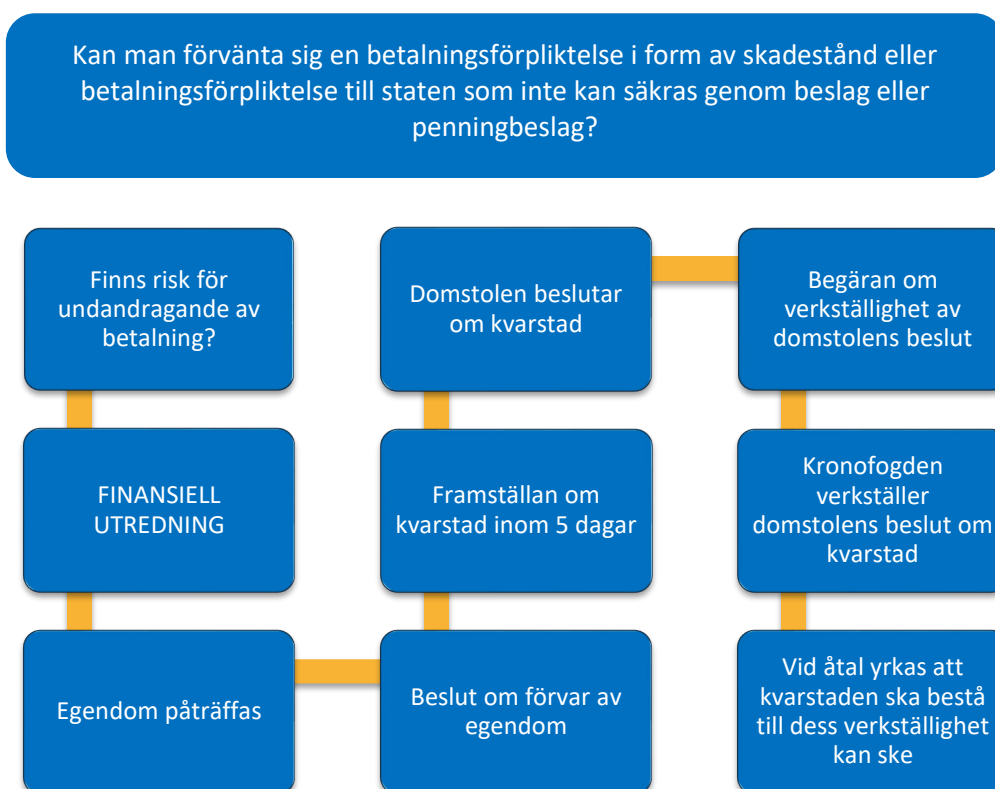 Kan man förvänta sig en betalningsförpliktelse i form av skadestånd eller
betalningsförpliktelse till staten som inte kan säkras genom beslag eller
penningbeslag?
Finns risk för
undandragande av
betalning?
FINANSIELL
UTREDNING
Egendom påträffas
Beslut om förvar av
egendom
Framställan om
kvarstad inom 5 dagar
Domstolen beslutar
om kvarstad
Begäran om
verkställighet av
domstolens beslut
Kronofogden
verkställer
domstolens beslut om
kvarstad
Vid åtal yrkas att
kvarstaden ska bestå
till dess verkställighet
kan ske